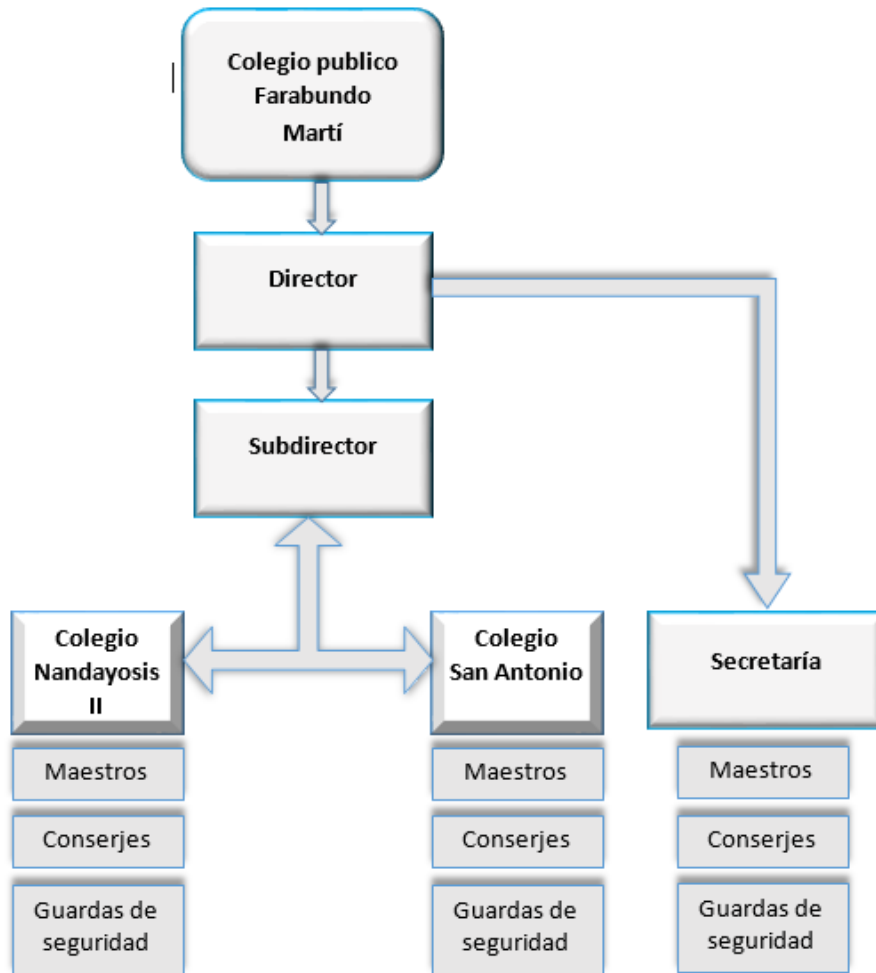 Colegio publico
Farabundo
Martí
Director
Subdirector
Colegio
Nandayosis
II
Colegio
San Antonio
Secretaría
Maestros
Maestros
Maestros
Conserjes
Conserjes
Conserjes
Guardas de
seguridad
Guardas de
seguridad
Guardas de
seguridad